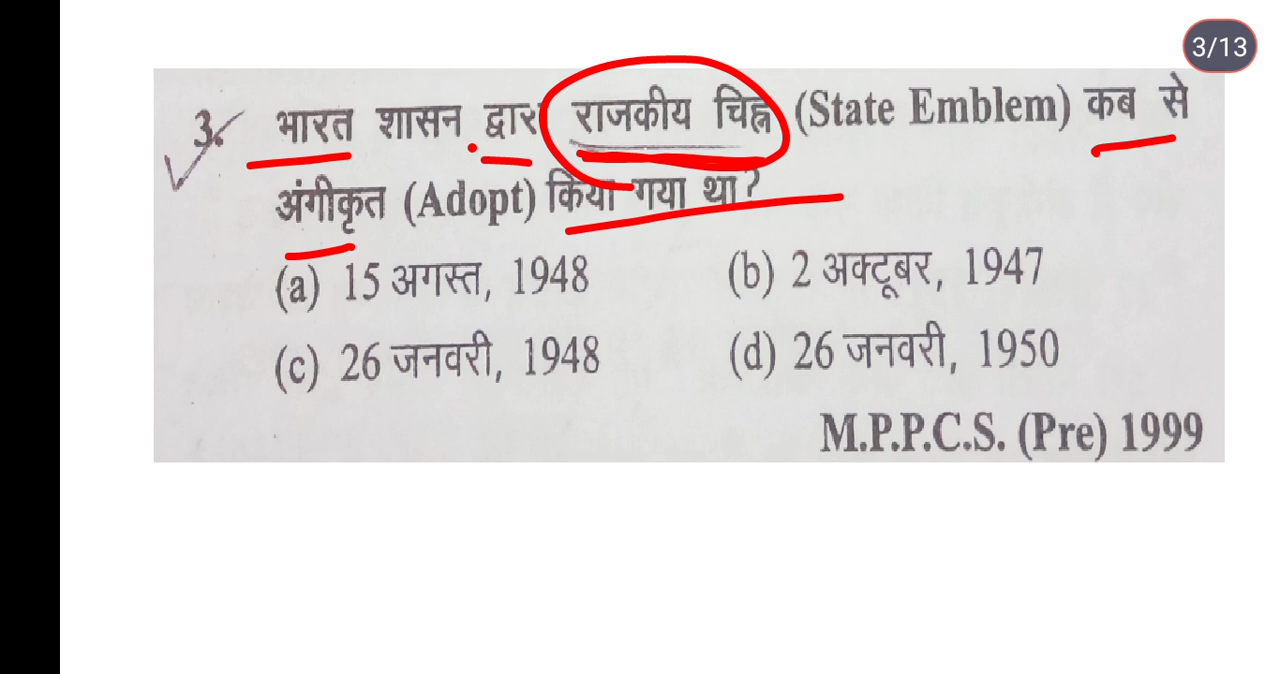 3/13
3. भारत शासन द्वारा राजकीय चिह्न (State Emblem) कब से
अंगीकृत (Adopt) किया गया था?
(a) 15 अगस्त, 1948 (b) 2 अक्टूबर, 1947
(c) 26 जनवरी, 1948 (d) 26 जनवरी, 1950
M.P.P.C.S. (Pre) 1999